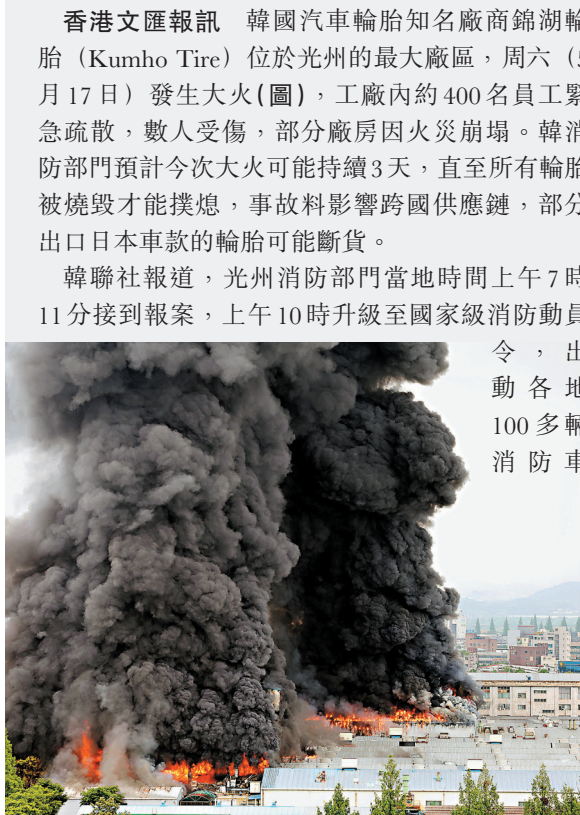 香港文匯報訊　韓國汽車輪胎知名廠商錦湖輪
胎（Kumho Tire）位於光州的最大廠區，周六（5
月17日）發生大火(圖)，工廠內約400名員工緊
急疏散，數人受傷，部分廠房因火災崩塌。韓消
防部門預計今次大火可能持續3天，直至所有輪胎
被燒毀才能撲熄，事故料影響跨國供應鏈，部分
出口日本車款的輪胎可能斷貨。
韓聯社報道，光州消防部門當地時間上午7時
11分接到報案，上午10時升級至國家級消防動員
令，出
動各地
100多輛
消防車